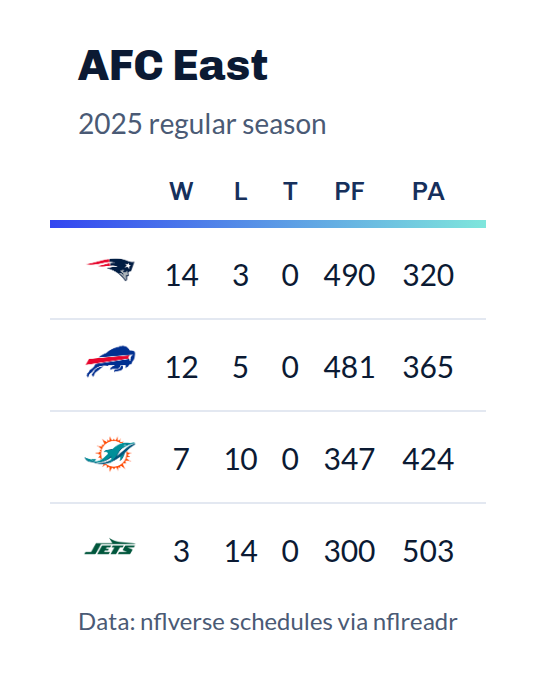 AFC East
2025 regular season
W L T PF PA
14 3 0 490 320
12 5 0 481 365
7 10 0 347 424
JETS 3 14 0 300 503
Data: nflverse schedules via nflreadr